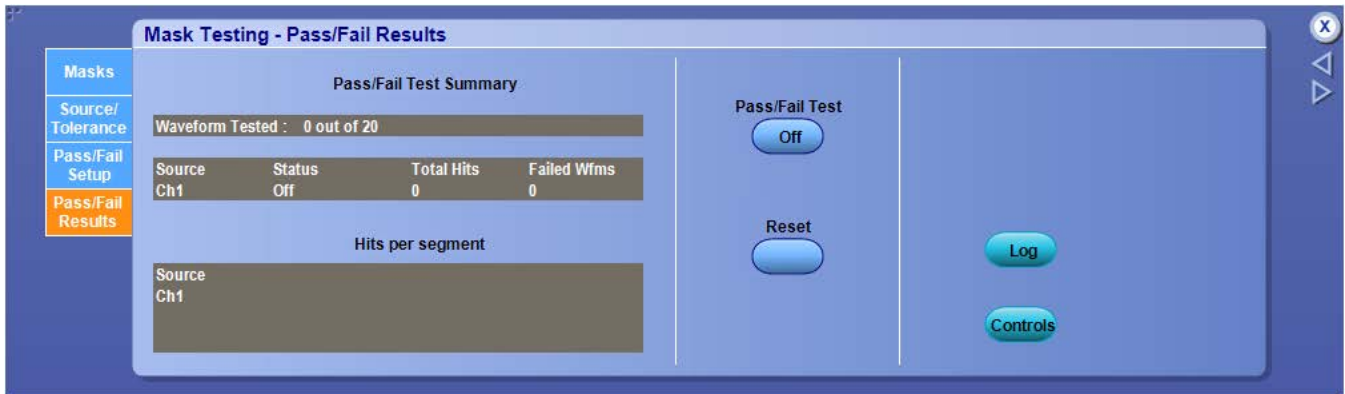 Mask Testing - Pass/Fail Results
X
Masks
Source/
Tolerance
Pass/Fail
Setup
Pass/Fail
Results
Pass/Fail Test Summary
Waveform Tested : 0 out of 20
Source Status Total Hits Failed Wfms
Ch1 Off 0 0
Hits per segment
Source
Ch1
Pass/Fail Test
Off
Reset
Log
Controls